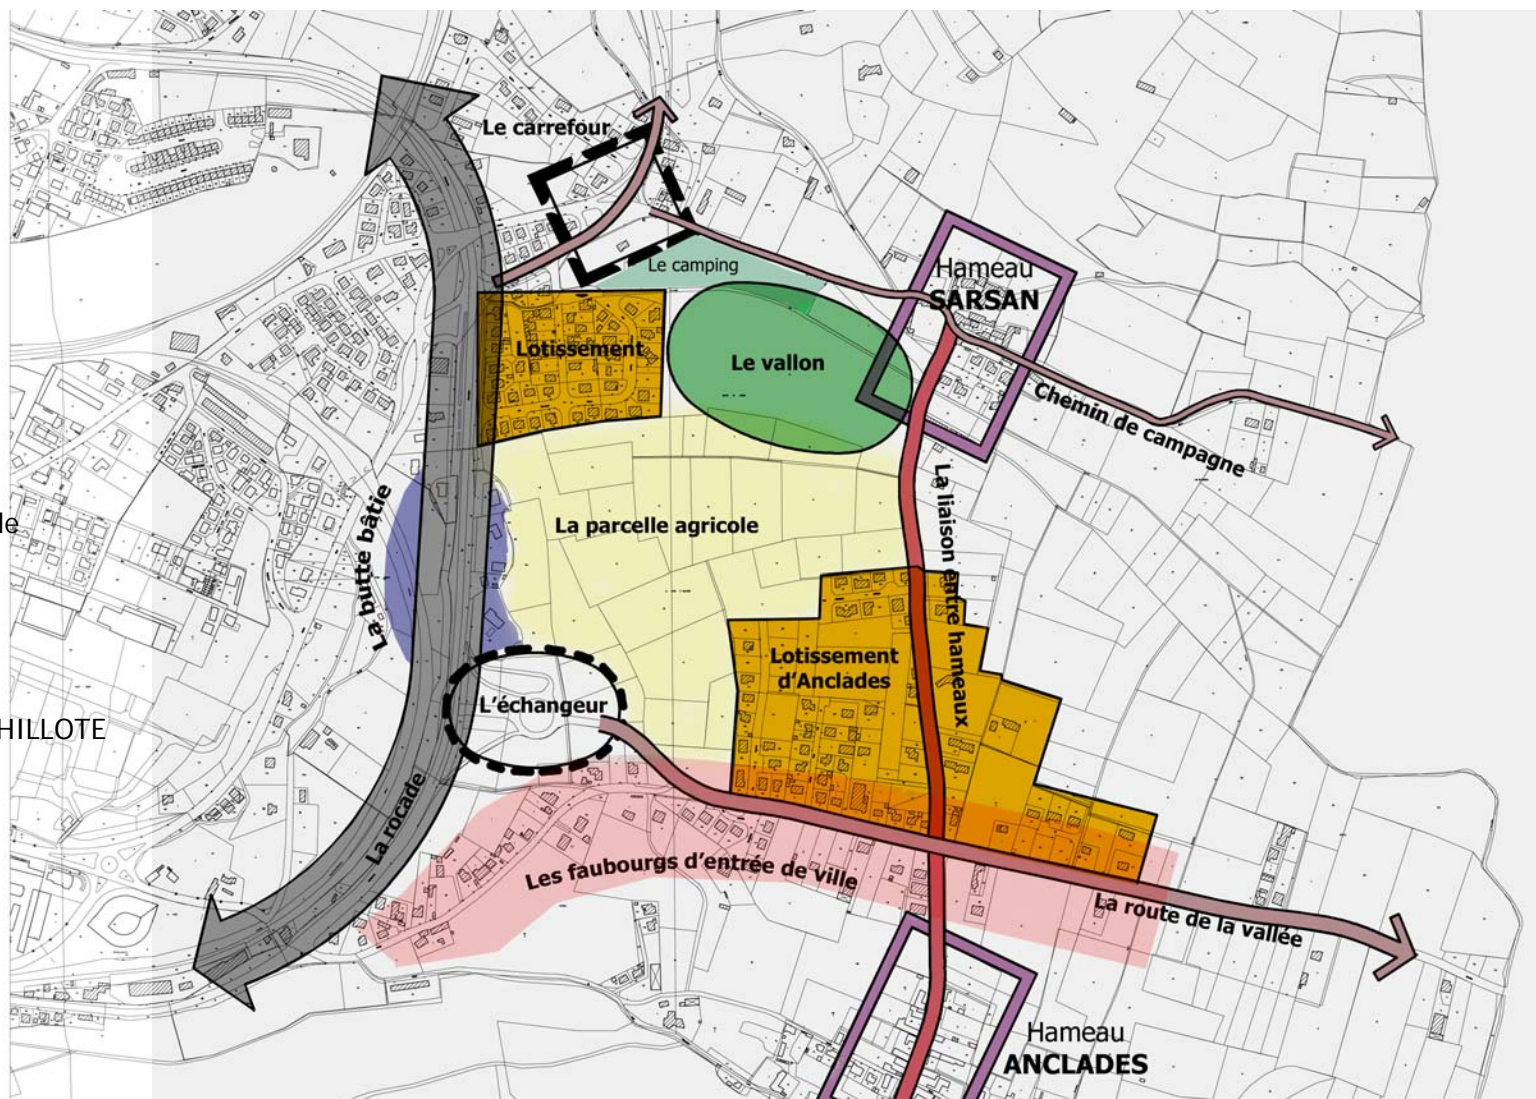 Le carrefour
Le camping
Hameau
SARSAN
Lotissement
Le vallon
Chemin de campagne
La butte bâtie
La parcelle agricole
La liaison entre hameaux
le
Lotissement
d'Anclades
L'échangeur
HILLOTE
La rocade
Les faubourgs d'entrée de ville
La route de la vallée
Hameau
ANCLADES